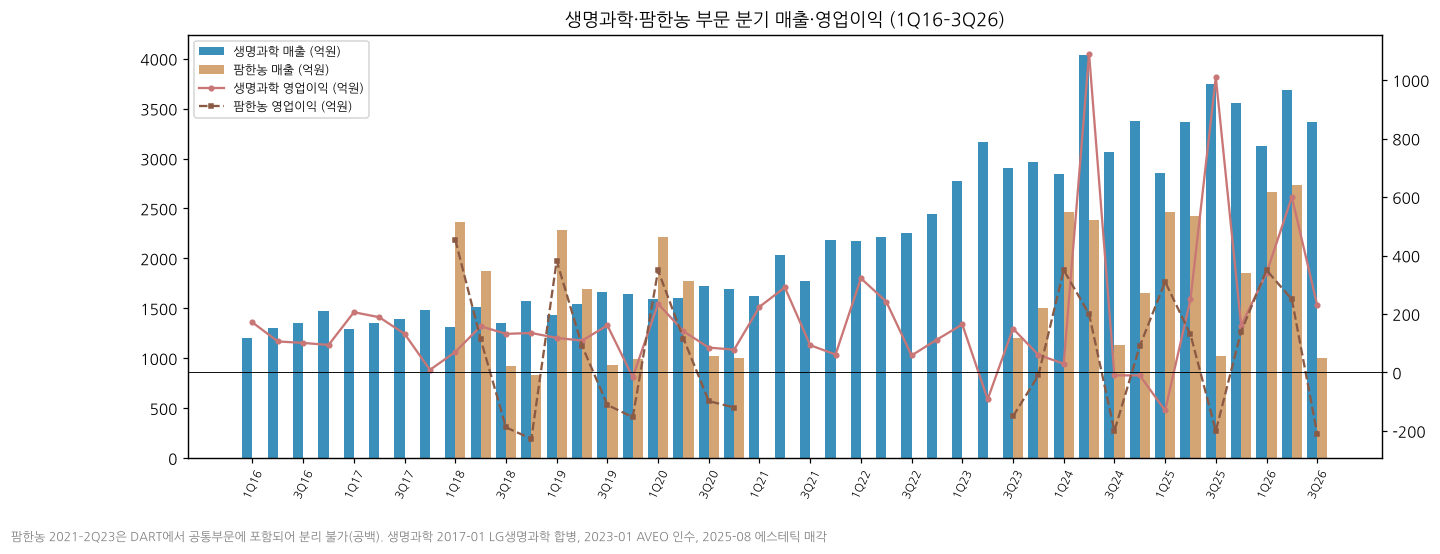 생명과학·팜한농 부문 분기 매출·영업이익 (1Q16-3Q26)
생명과학 매출 (억원)
팜한농 매출 (억원)
생명과학 영업이익 (억원)
팜한농 영업이익 (억원)
4000
3500
3000
2500
2000
1500
1000
500
0
1000
800
600
400
200
0
-200
1Q16
3Q16
1Q17
3Q17
1Q18
3Q18
1Q19
3Q19
1Q20
3Q20
1Q21
3Q21
1Q22
3Q22
1Q23
3Q23
1Q24
3Q24
1Q25
3Q25
1Q26
3Q26
팜한농 2021-2Q23은 DART에서 공통부문에 포함되어 분리 불가(공백). 생명과학 2017-01 LG생명과학 합병, 2023-01 AVEO 인수, 2025-08 에스테틱 매각